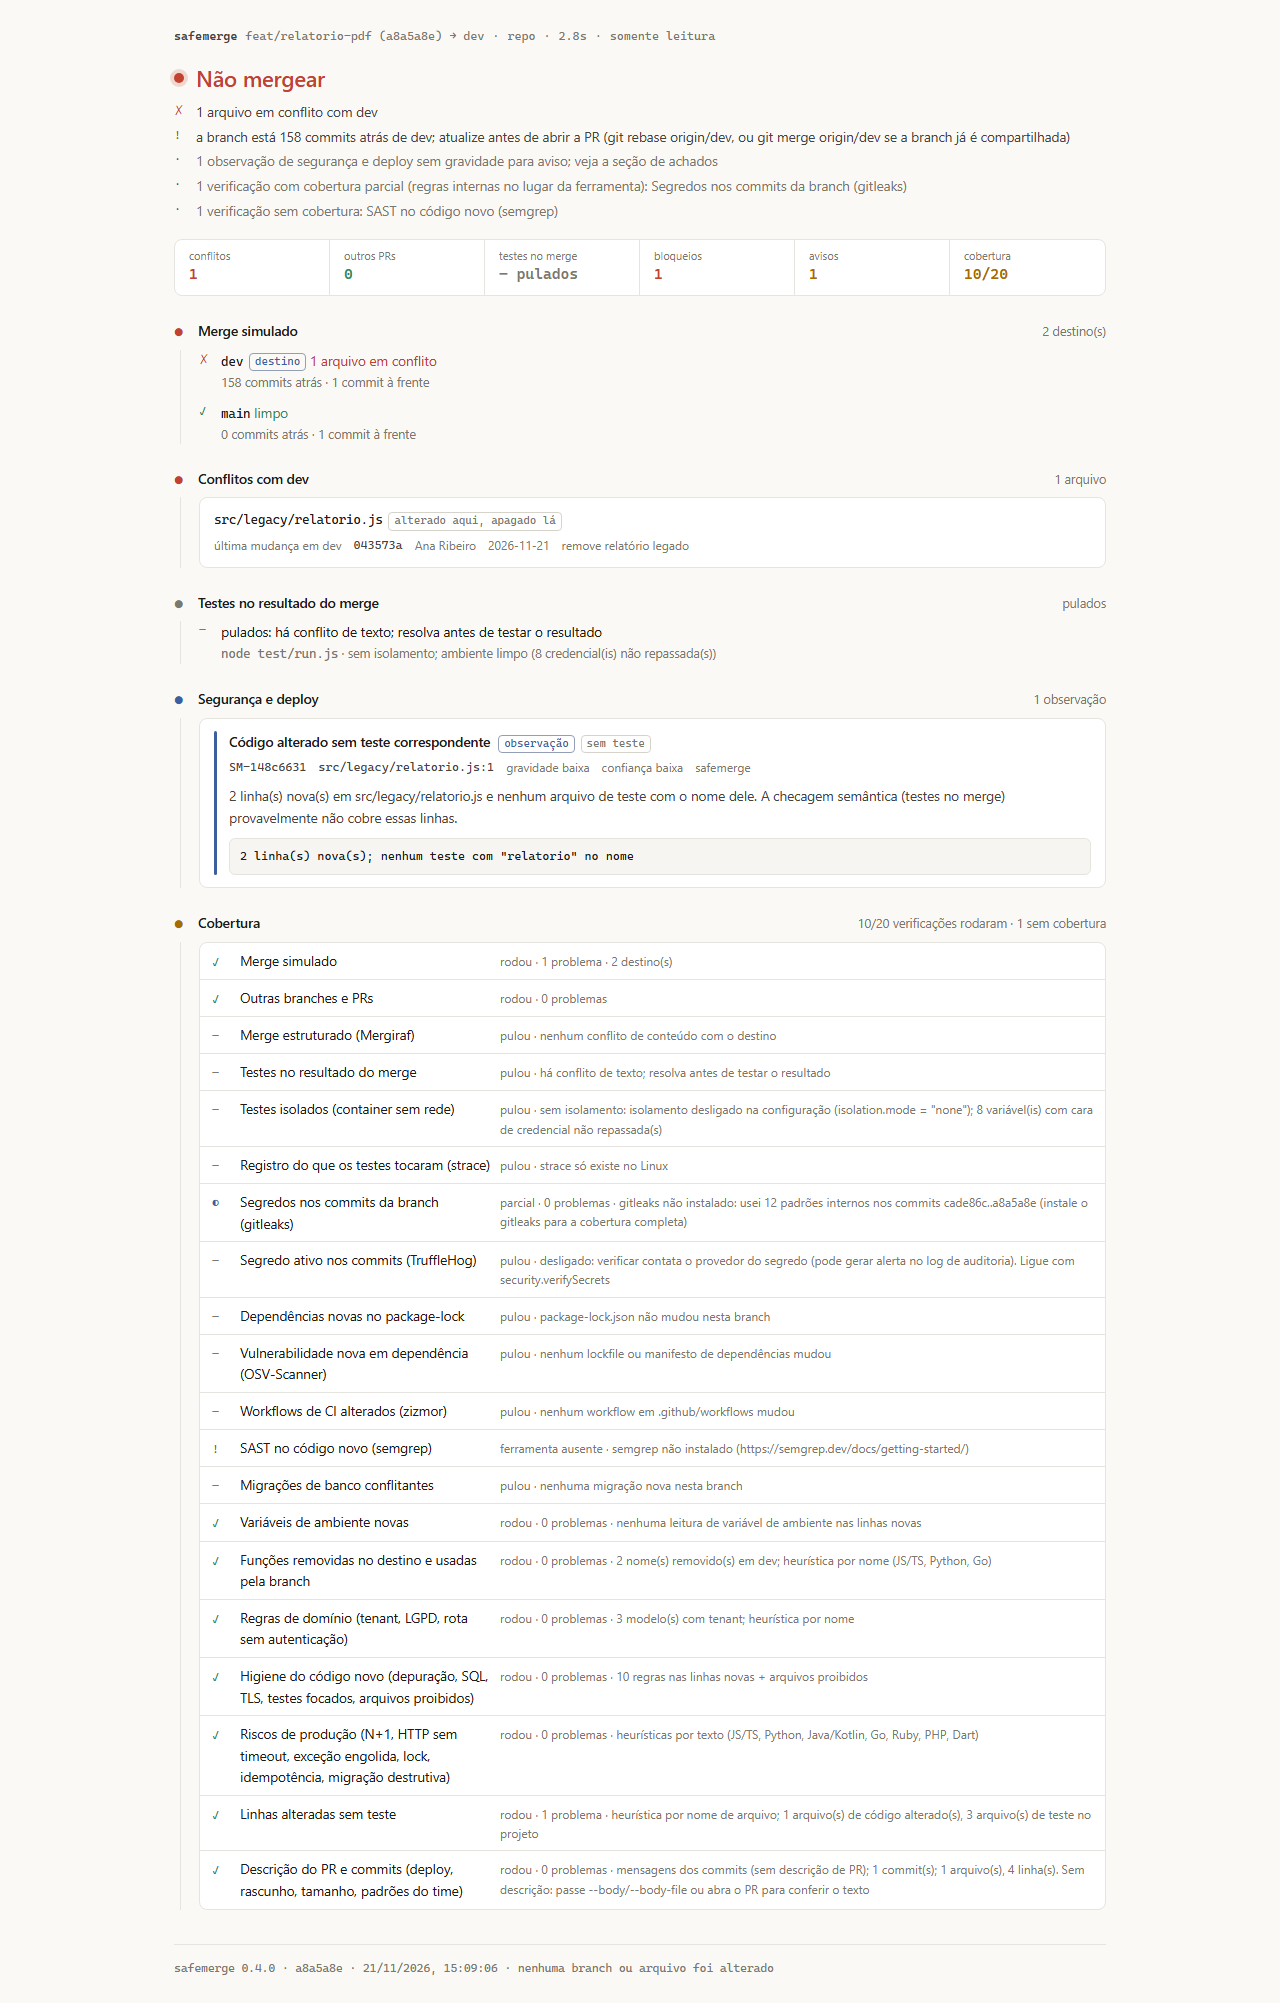 safemerge feat/relatorio-pdf (a8a5a8e) → dev · repo · 2.8s · somente leitura
Não mergear
✗ 1 arquivo em conflito com dev
! a branch está 158 commits atrás de dev; atualize antes de abrir a PR (git rebase origin/dev, ou git merge origin/dev se a branch já é compartilhada)
· 1 observação de segurança e deploy sem gravidade para aviso; veja a seção de achados
· 1 verificação com cobertura parcial (regras internas no lugar da ferramenta): Segredos nos commits da branch (gitleaks)
· 1 verificação sem cobertura: SAST no código novo (semgrep)
conflitos outros PRs testes no merge bloqueios avisos cobertura
1 0 – pulados 1 1 10/20
Merge simulado 2 destino(s)
✗ dev destino 1 arquivo em conflito
158 commits atrás · 1 commit à frente
✓ main limpo
0 commits atrás · 1 commit à frente
Conflitos com dev 1 arquivo
src/legacy/relatorio.js alterado aqui, apagado lá
última mudança em dev 043573a Ana Ribeiro 2026-11-21 remove relatório legado
Testes no resultado do merge pulados
– pulados: há conflito de texto; resolva antes de testar o resultado
node test/run.js · sem isolamento; ambiente limpo (8 credencial(is) não repassada(s))
Segurança e deploy 1 observação
Código alterado sem teste correspondente observação sem teste
SM-148c6631 src/legacy/relatorio.js:1 gravidade baixa confiança baixa safemerge
2 linha(s) nova(s) em src/legacy/relatorio.js e nenhum arquivo de teste com o nome dele. A checagem semântica (testes no merge)
provavelmente não cobre essas linhas.
2 linha(s) nova(s); nenhum teste com "relatorio" no nome
Cobertura 10/20 verificações rodaram · 1 sem cobertura
✓ Merge simulado rodou · 1 problema · 2 destino(s)
✓ Outras branches e PRs rodou · 0 problemas
– Merge estruturado (Mergiraf) pulou · nenhum conflito de conteúdo com o destino
– Testes no resultado do merge pulou · há conflito de texto; resolva antes de testar o resultado
– Testes isolados (container sem rede) pulou · sem isolamento: isolamento desligado na configuração (isolation.mode = "none"); 8 variável(is) com cara
de credencial não repassada(s)
– Registro do que os testes tocaram (strace) pulou · strace só existe no Linux
◐ Segredos nos commits da branch parcial · 0 problemas · gitleaks não instalado: usei 12 padrões internos nos commits cade86c..a8a5a8e (instale o
(gitleaks) gitleaks para a cobertura completa)
– Segredo ativo nos commits (TruffleHog) pulou · desligado: verificar contata o provedor do segredo (pode gerar alerta no log de auditoria). Ligue com
security.verifySecrets
– Dependências novas no package-lock pulou · package-lock.json não mudou nesta branch
– Vulnerabilidade nova em dependência pulou · nenhum lockfile ou manifesto de dependências mudou
(OSV-Scanner)
– Workflows de CI alterados (zizmor) pulou · nenhum workflow em .github/workflows mudou
! SAST no código novo (semgrep) ferramenta ausente · semgrep não instalado (https://semgrep.dev/docs/getting-started/)
– Migrações de banco conflitantes pulou · nenhuma migração nova nesta branch
✓ Variáveis de ambiente novas rodou · 0 problemas · nenhuma leitura de variável de ambiente nas linhas novas
✓ Funções removidas no destino e usadas rodou · 0 problemas · 2 nome(s) removido(s) em dev; heurística por nome (JS/TS, Python, Go)
pela branch
✓ Regras de domínio (tenant, LGPD, rota rodou · 0 problemas · 3 modelo(s) com tenant; heurística por nome
sem autenticação)
✓ Higiene do código novo (depuração, SQL, rodou · 0 problemas · 10 regras nas linhas novas + arquivos proibidos
TLS, testes focados, arquivos proibidos)
✓ Riscos de produção (N+1, HTTP sem rodou · 0 problemas · heurísticas por texto (JS/TS, Python, Java/Kotlin, Go, Ruby, PHP, Dart)
timeout, exceção engolida, lock,
idempotência, migração destrutiva)
✓ Linhas alteradas sem teste rodou · 1 problema · heurística por nome de arquivo; 1 arquivo(s) de código alterado(s), 3 arquivo(s) de teste no
projeto
✓ Descrição do PR e commits (deploy, rodou · 0 problemas · mensagens dos commits (sem descrição de PR); 1 commit(s); 1 arquivo(s), 4 linha(s). Sem
rascunho, tamanho, padrões do time) descrição: passe --body/--body-file ou abra o PR para conferir o texto
safemerge 0.4.0 · a8a5a8e · 21/11/2026, 15:09:06 · nenhuma branch ou arquivo foi alterado